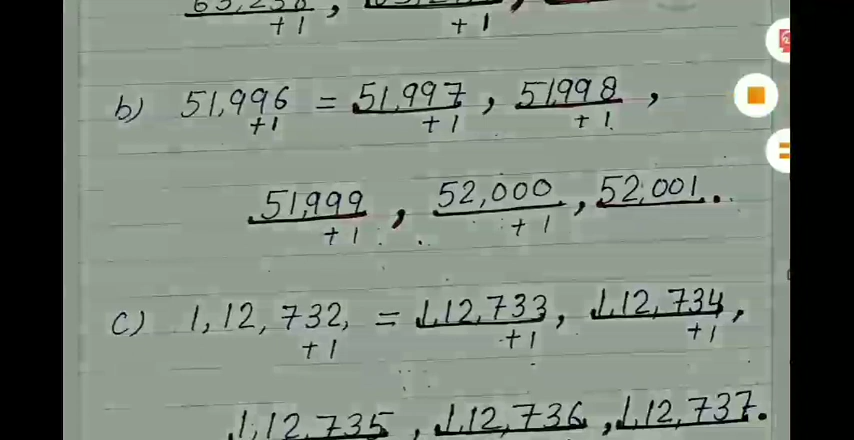 +1 , +1
b) 51,996 = 51,997, 51,998,
+1 +1 +1
51,999, 52,000, 52,001.
+1 +1
c) 1,12,732, = 1,12,733, 1,12,734,
+1 +1 +1
1,12,735, 1,12,736, 1,12,737.